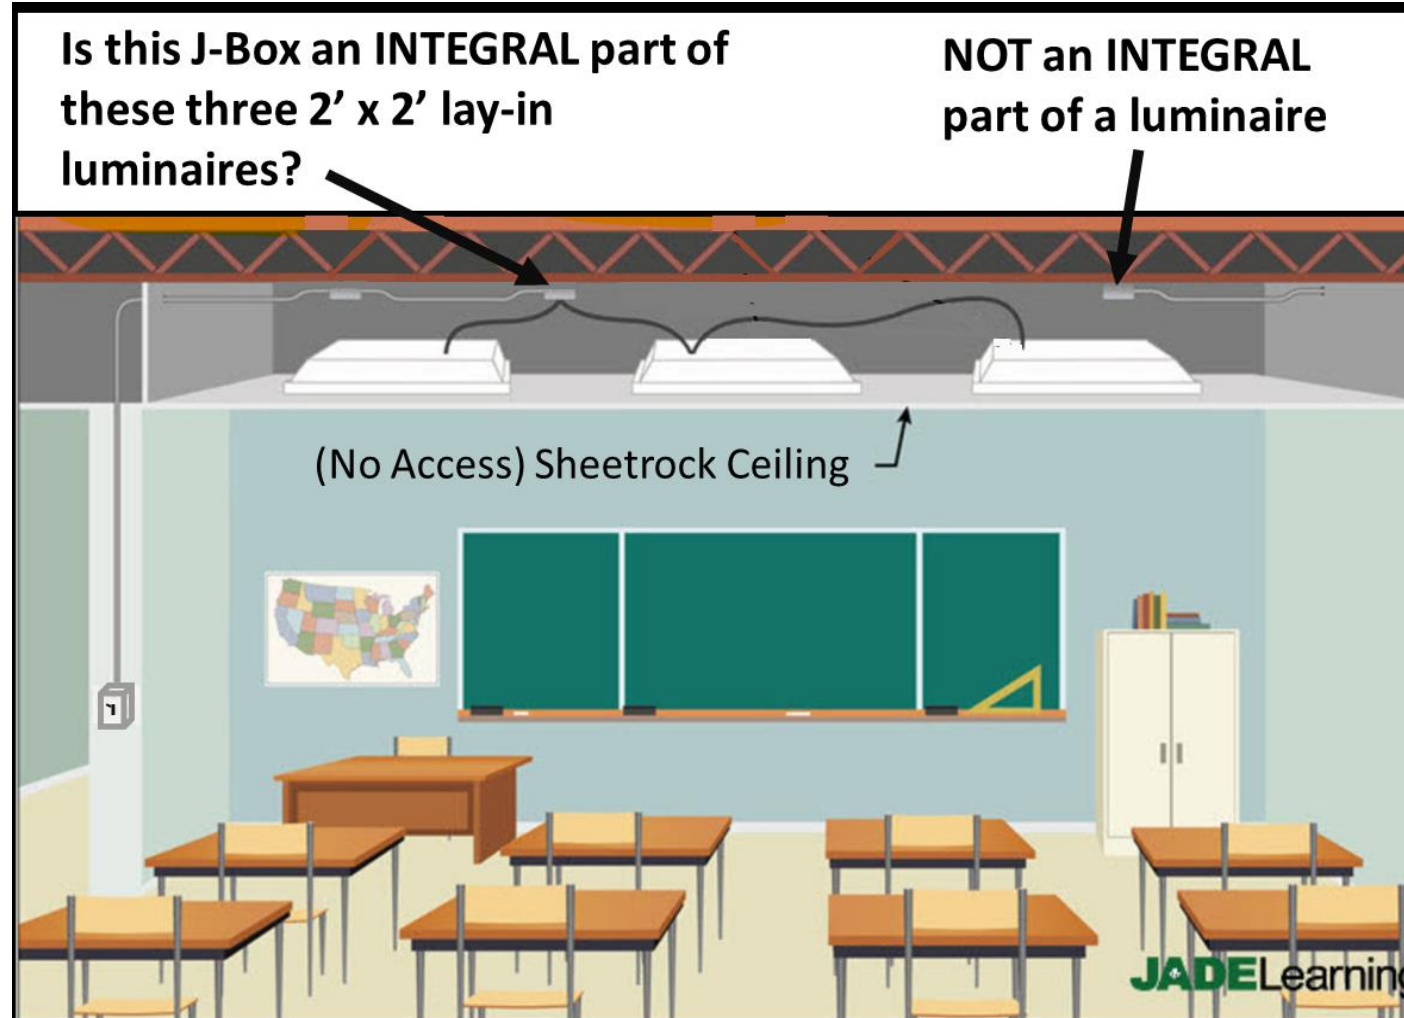 Is this J-Box an INTEGRAL part of
these three 2’ x 2’ lay-in
luminaires?
NOT an INTEGRAL
part of a luminaire
(No Access) Sheetrock Ceiling
JADELearning